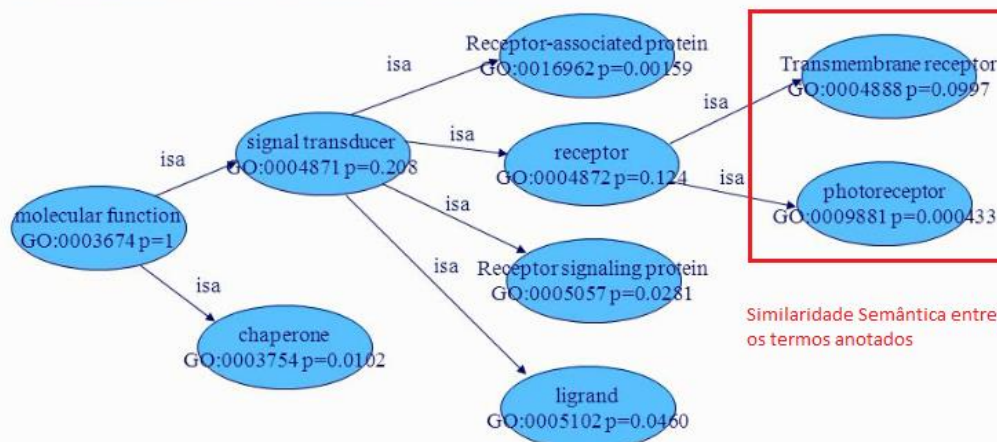 Receptor-associated protein
GO:0016962 p=0.00159
isa
Transmembrane receptor
GO:0004888 p=0.0997
isa
signal transducer
GO:0004871 p=0.208
isa
receptor
GO:0004872 p=0.124
isa
isa
photoreceptor
GO:0009881 p=0.000433
molecular function
GO:0003674 p=1
isa
isa
Receptor signaling protein
GO:0005057 p=0.0281
isa
isa
chaperone
GO:0003754 p=0.0102
ligrand
GO:0005102 p=0.0460
Similaridade Semântica entre
os termos anotados